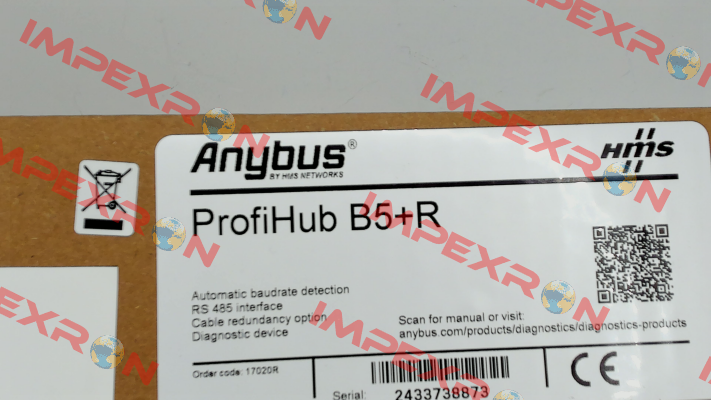 IMPEXRON
Anybus®
BY HMS NETWORKS
HMS
ProfiHub B5+R
Automatic baudrate detection
RS 485 interface
Cable redundancy option
Diagnostic device
Scan for manual or visit:
anybus.com/products/diagnostics/diagnostics-products
Order code: 17020R
Serial: 2433738873
CE